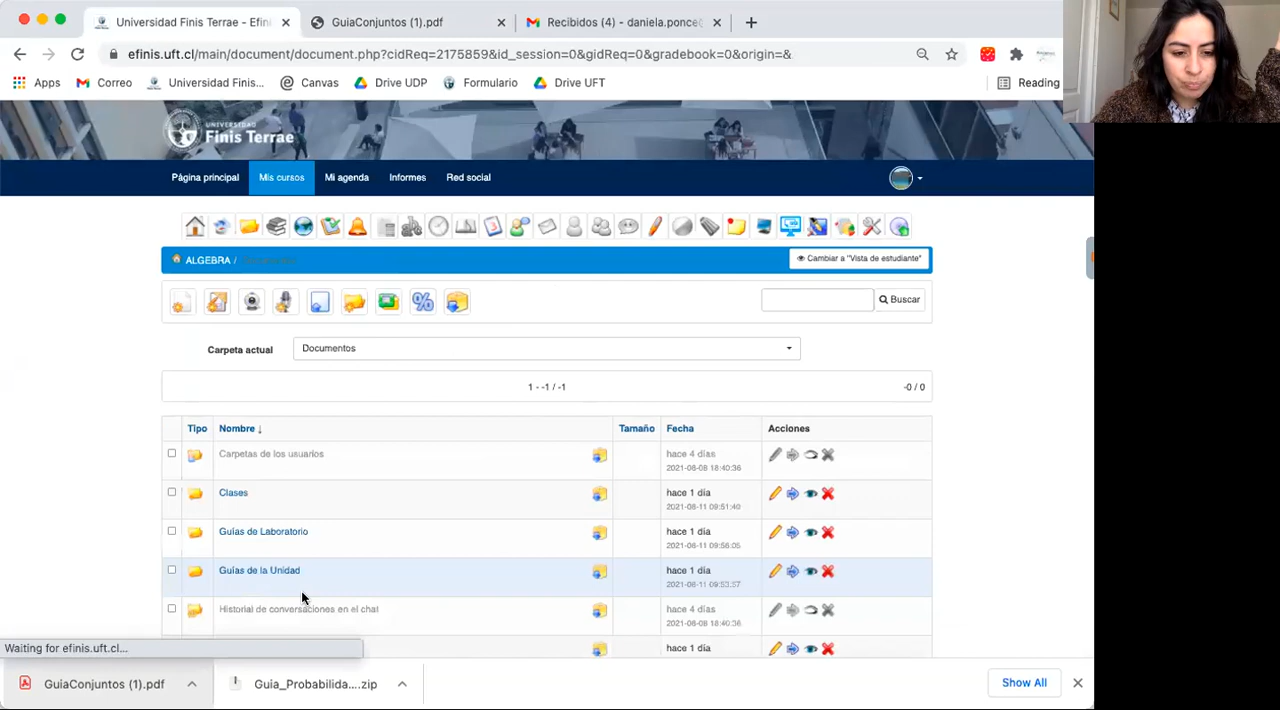 Universidad Finis Terrae - Efin
GuiaConjuntos (1).pdf
Recibidos (4) - daniela.ponce@
efinis.uft.cl/main/document/document.php?cidReq=2175859&id_session=0&gidReq=0&gradebook=0&origin=&
Apps
Correo
Universidad Finis...
Canvas
Drive UDP
Formulario
Drive UFT
Reading
UNIVERSIDAD
Finis Terrae
Página principal
Mis cursos
Mi agenda
Informes
Red social
ALGEBRA /
Cambiar a "Vista de estudiante"
Buscar
Carpeta actual
Documentos
1 - -1 / -1
-0 / 0
Tipo
Nombre ↓
Tamaño
Fecha
Acciones
Carpetas de los usuarios
hace 4 días
2021-08-08 18:40:36
Clases
hace 1 día
2021-08-11 09:51:40
Guías de Laboratorio
hace 1 día
2021-08-11 09:56:05
Guías de la Unidad
hace 1 día
2021-08-11 09:53:57
Historial de conversaciones en el chat
hace 4 días
2021-08-08 18:40:36
hace 1 día
Waiting for efinis.uft.cl...
GuiaConjuntos (1).pdf
Guia_Probabilida....zip
Show All